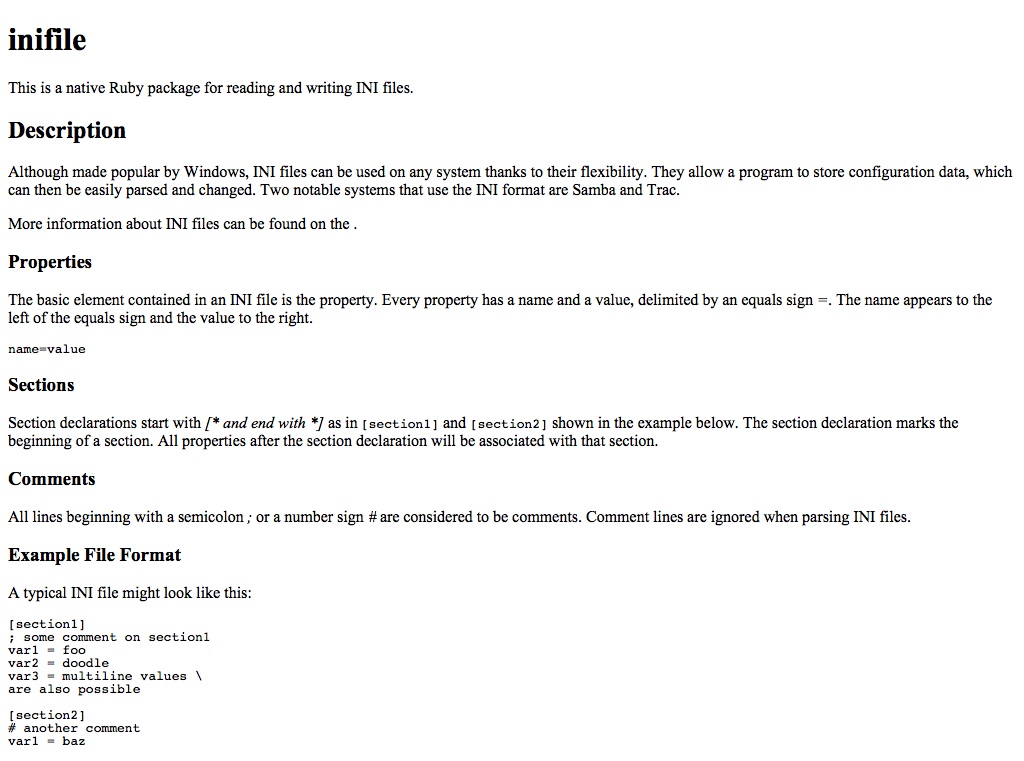 inifile
This is a native Ruby package for reading and writing INI files.
Description
Although made popular by Windows, INI files can be used on any system thanks to their flexibility. They allow a program to store configuration data, which
can then be easily parsed and changed. Two notable systems that use the INI format are Samba and Trac.
More information about INI files can be found on the .
Properties
The basic element contained in an INI file is the property. Every property has a name and a value, delimited by an equals sign =. The name appears to the
left of the equals sign and the value to the right.
name=value
Sections
Section declarations start with [* and end with *] as in [section1] and [section2] shown in the example below. The section declaration marks the
beginning of a section. All properties after the section declaration will be associated with that section.
Comments
All lines beginning with a semicolon ; or a number sign # are considered to be comments. Comment lines are ignored when parsing INI files.
Example File Format
A typical INI file might look like this:
[section1]
; some comment on section1
var1 = foo
var2 = doodle
var3 = multiline values \
are also possible
[section2]
# another comment
var1 = baz